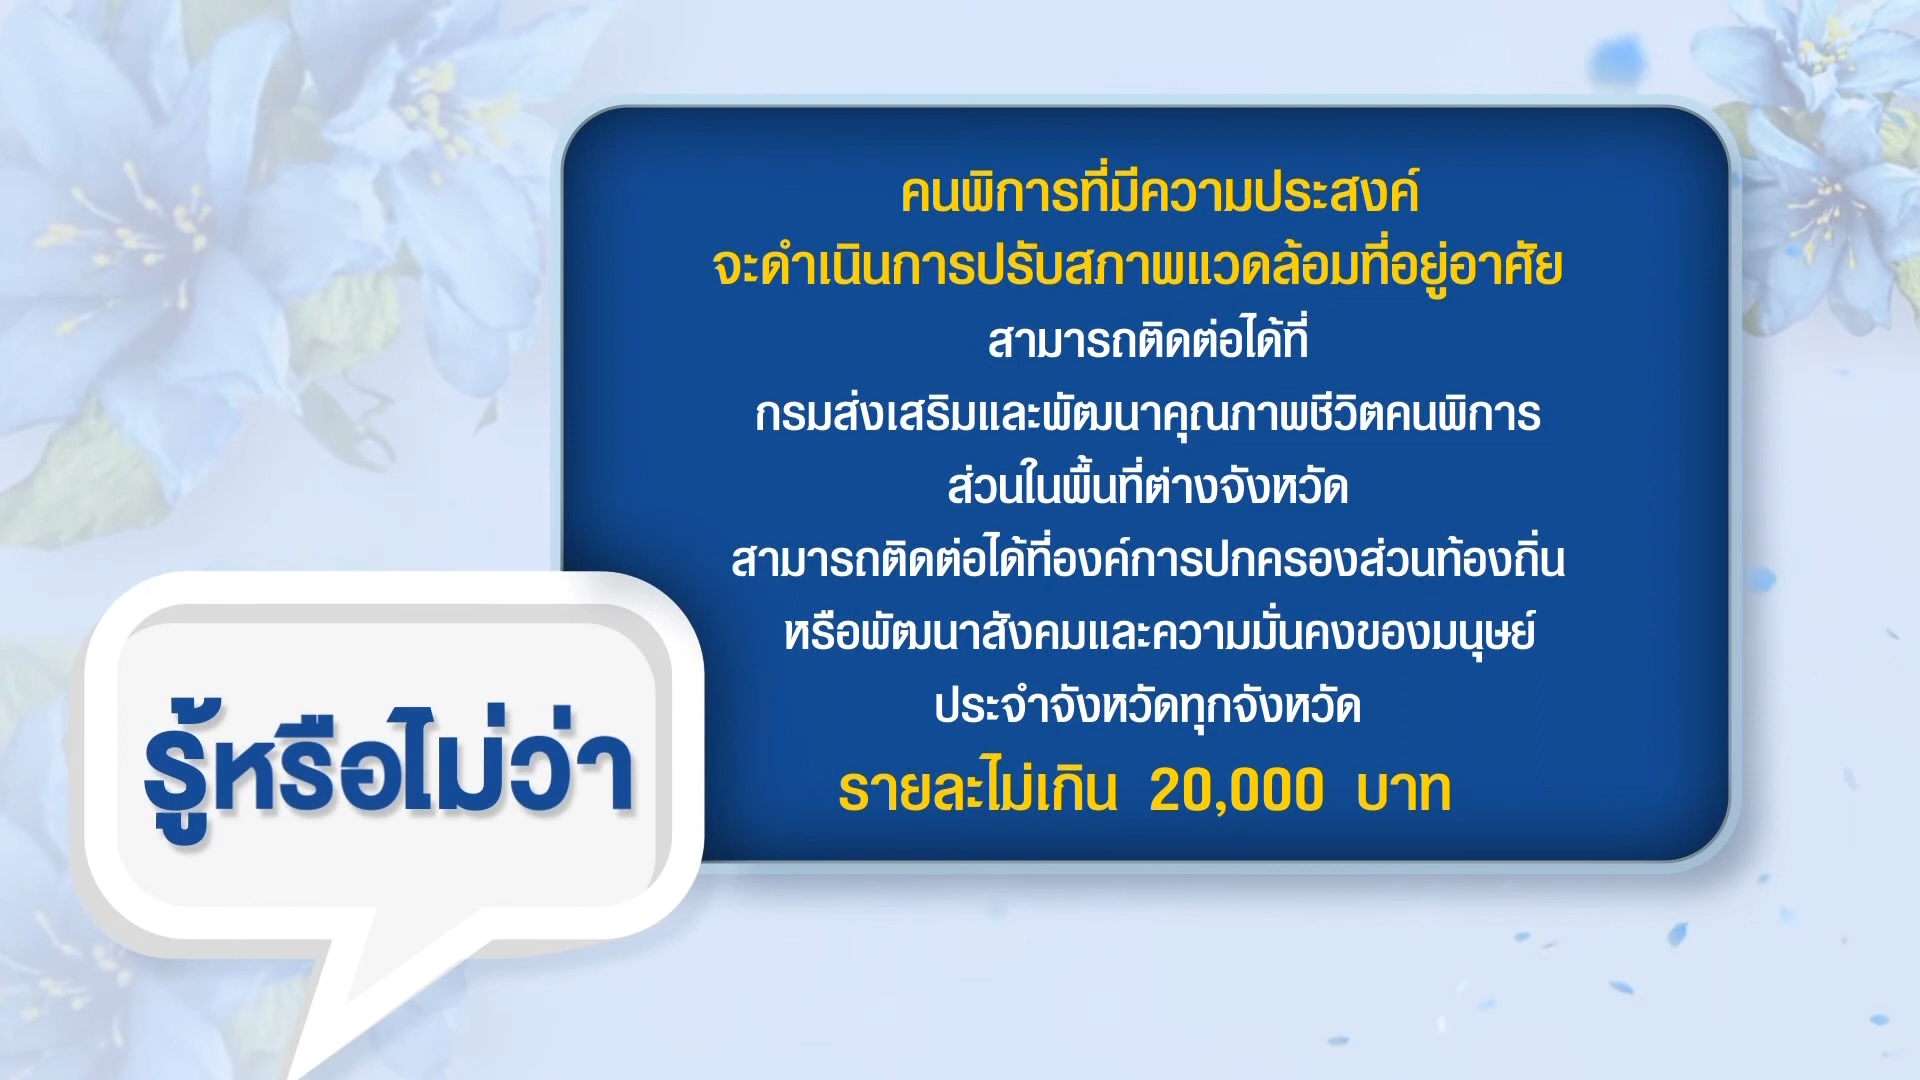 คนพิการที่มีความประสงค์
จะดำเนินการปรับสภาพแวดล้อมที่อยู่อาศัย
สามารถติดต่อได้ที่
กรมส่งเสริมและพัฒนาคุณภาพชีวิตคนพิการ
ส่วนในพื้นที่ต่างจังหวัด
สามารถติดต่อได้ที่องค์การปกครองส่วนท้องถิ่น
หรือพัฒนาสังคมและความมั่นคงของมนุษย์
ประจำจังหวัดทุกจังหวัด
รายละไม่เกิน 20,000 บาท
รู้หรือไม่ว่า